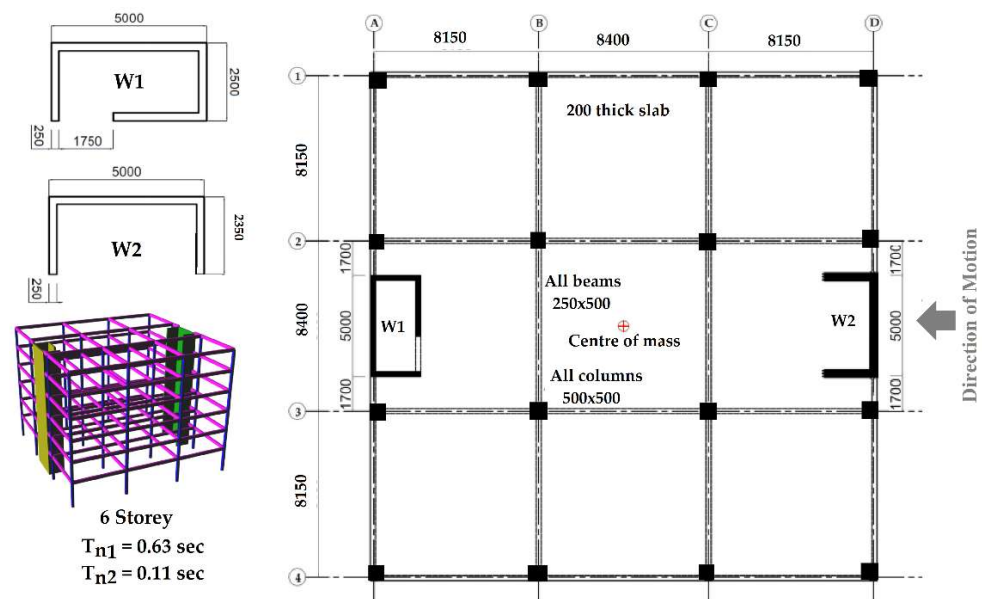 5000
W1
2500
250
1750
5000
W2
2350
250
6 Storey
Tn1 = 0.63 sec
Tn2 = 0.11 sec
A
B
C
D
8150
8400
8150
1
2
3
4
8150
6400
8150
200 thick slab
1700
5000
1700
W1
All beams
250x500
Centre of mass
All columns
500x500
W2
1700
5000
1700
Direction of Motion